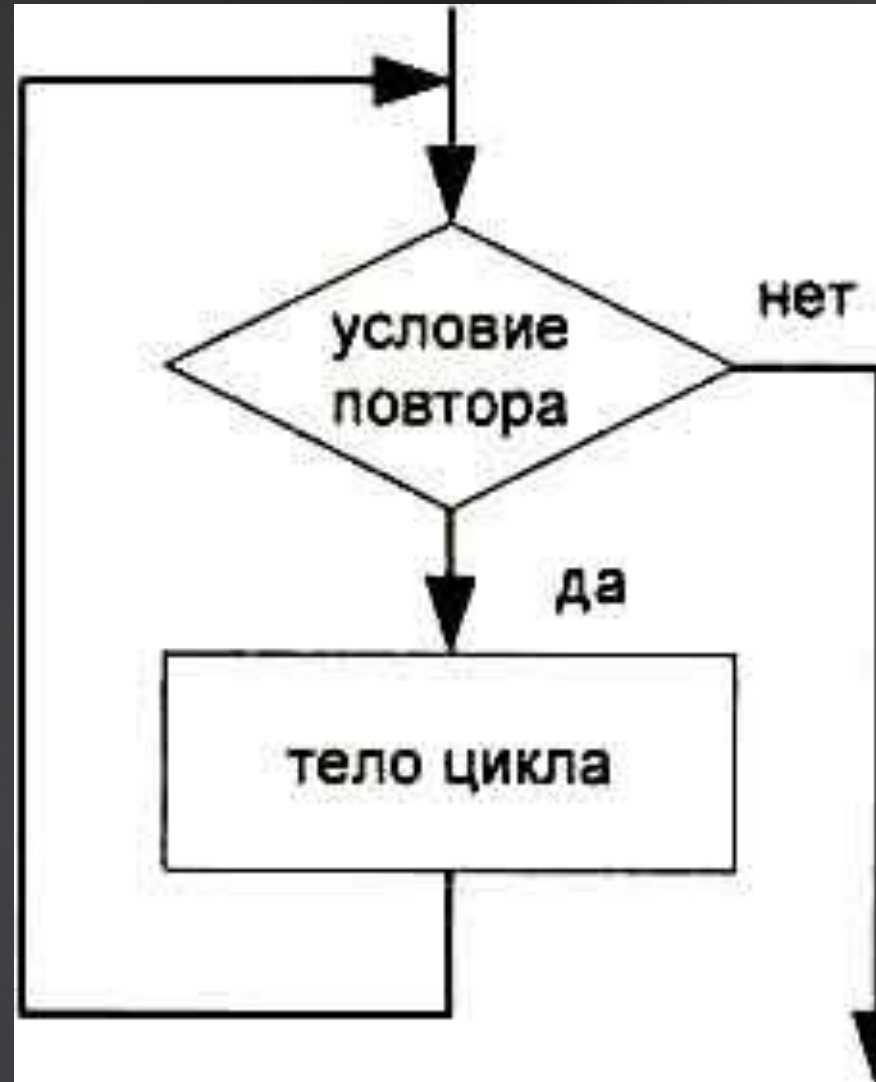 условие
повтора
нет
да
тело цикла